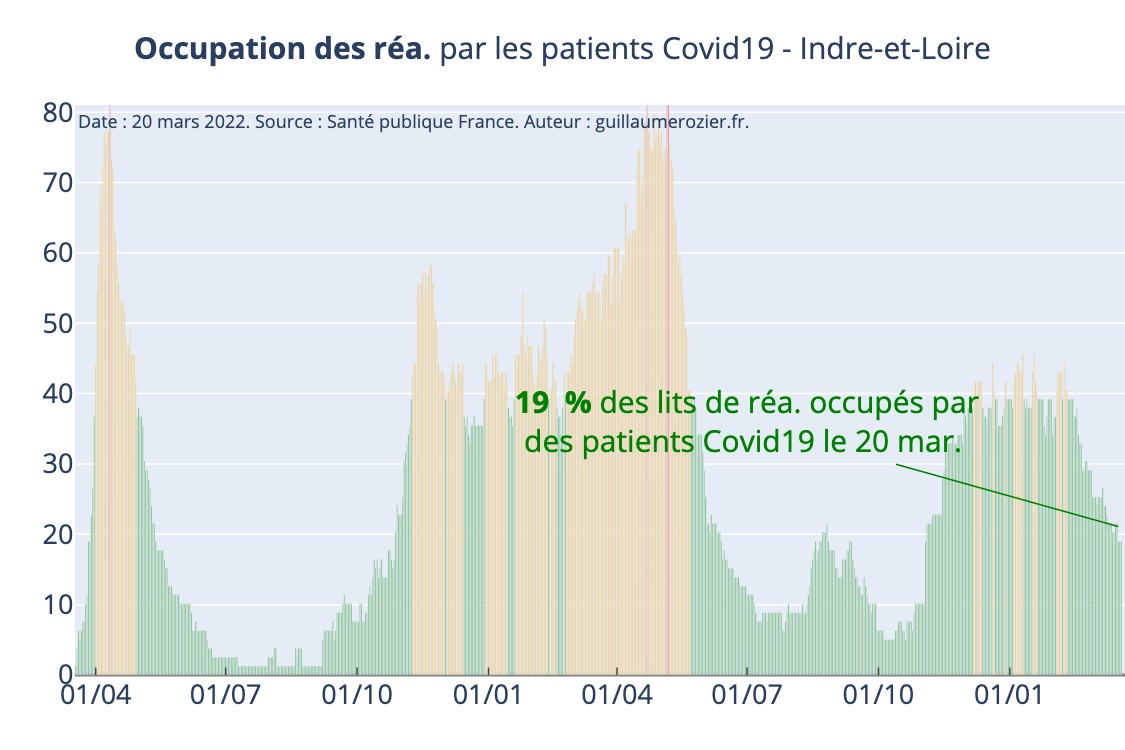 Occupation des réa. par les patients Covid19 - Indre-et-Loire
80
Date : 20 mars 2022. Source : Santé publique France. Auteur : guillaumerozier.fr.
70
60
50
40
19 % des lits de réa. occupés par
des patients Covid19 le 20 mar.
30
20
10
0
01/04 01/07 01/10 01/01 01/04 01/07 01/10 01/01